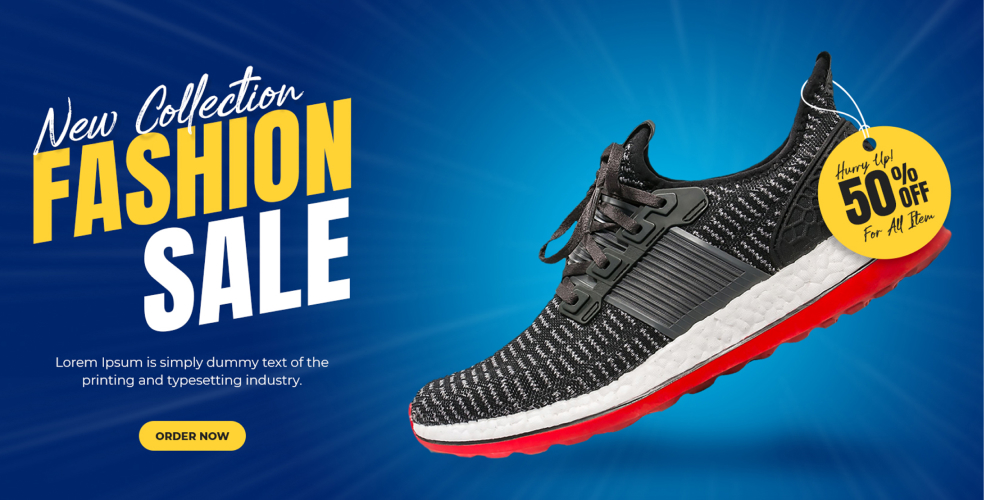 New Collection
FASHION
SALE
Lorem Ipsum is simply dummy text of the
printing and typesetting industry.
ORDER NOW
Hurry Up!
50% OFF
For All Item